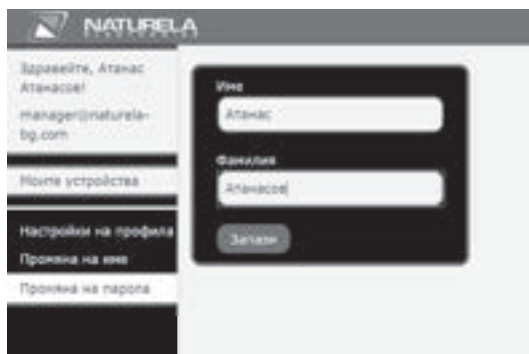 NATURELA
Здравейте, Атанас
Атанасов!
manager@naturela-
bg.com
Моите устройства
Настройки на профила
Промяна на име
Промяна на парола
Име
Атанас
Фамилия
Атанасов
Запази